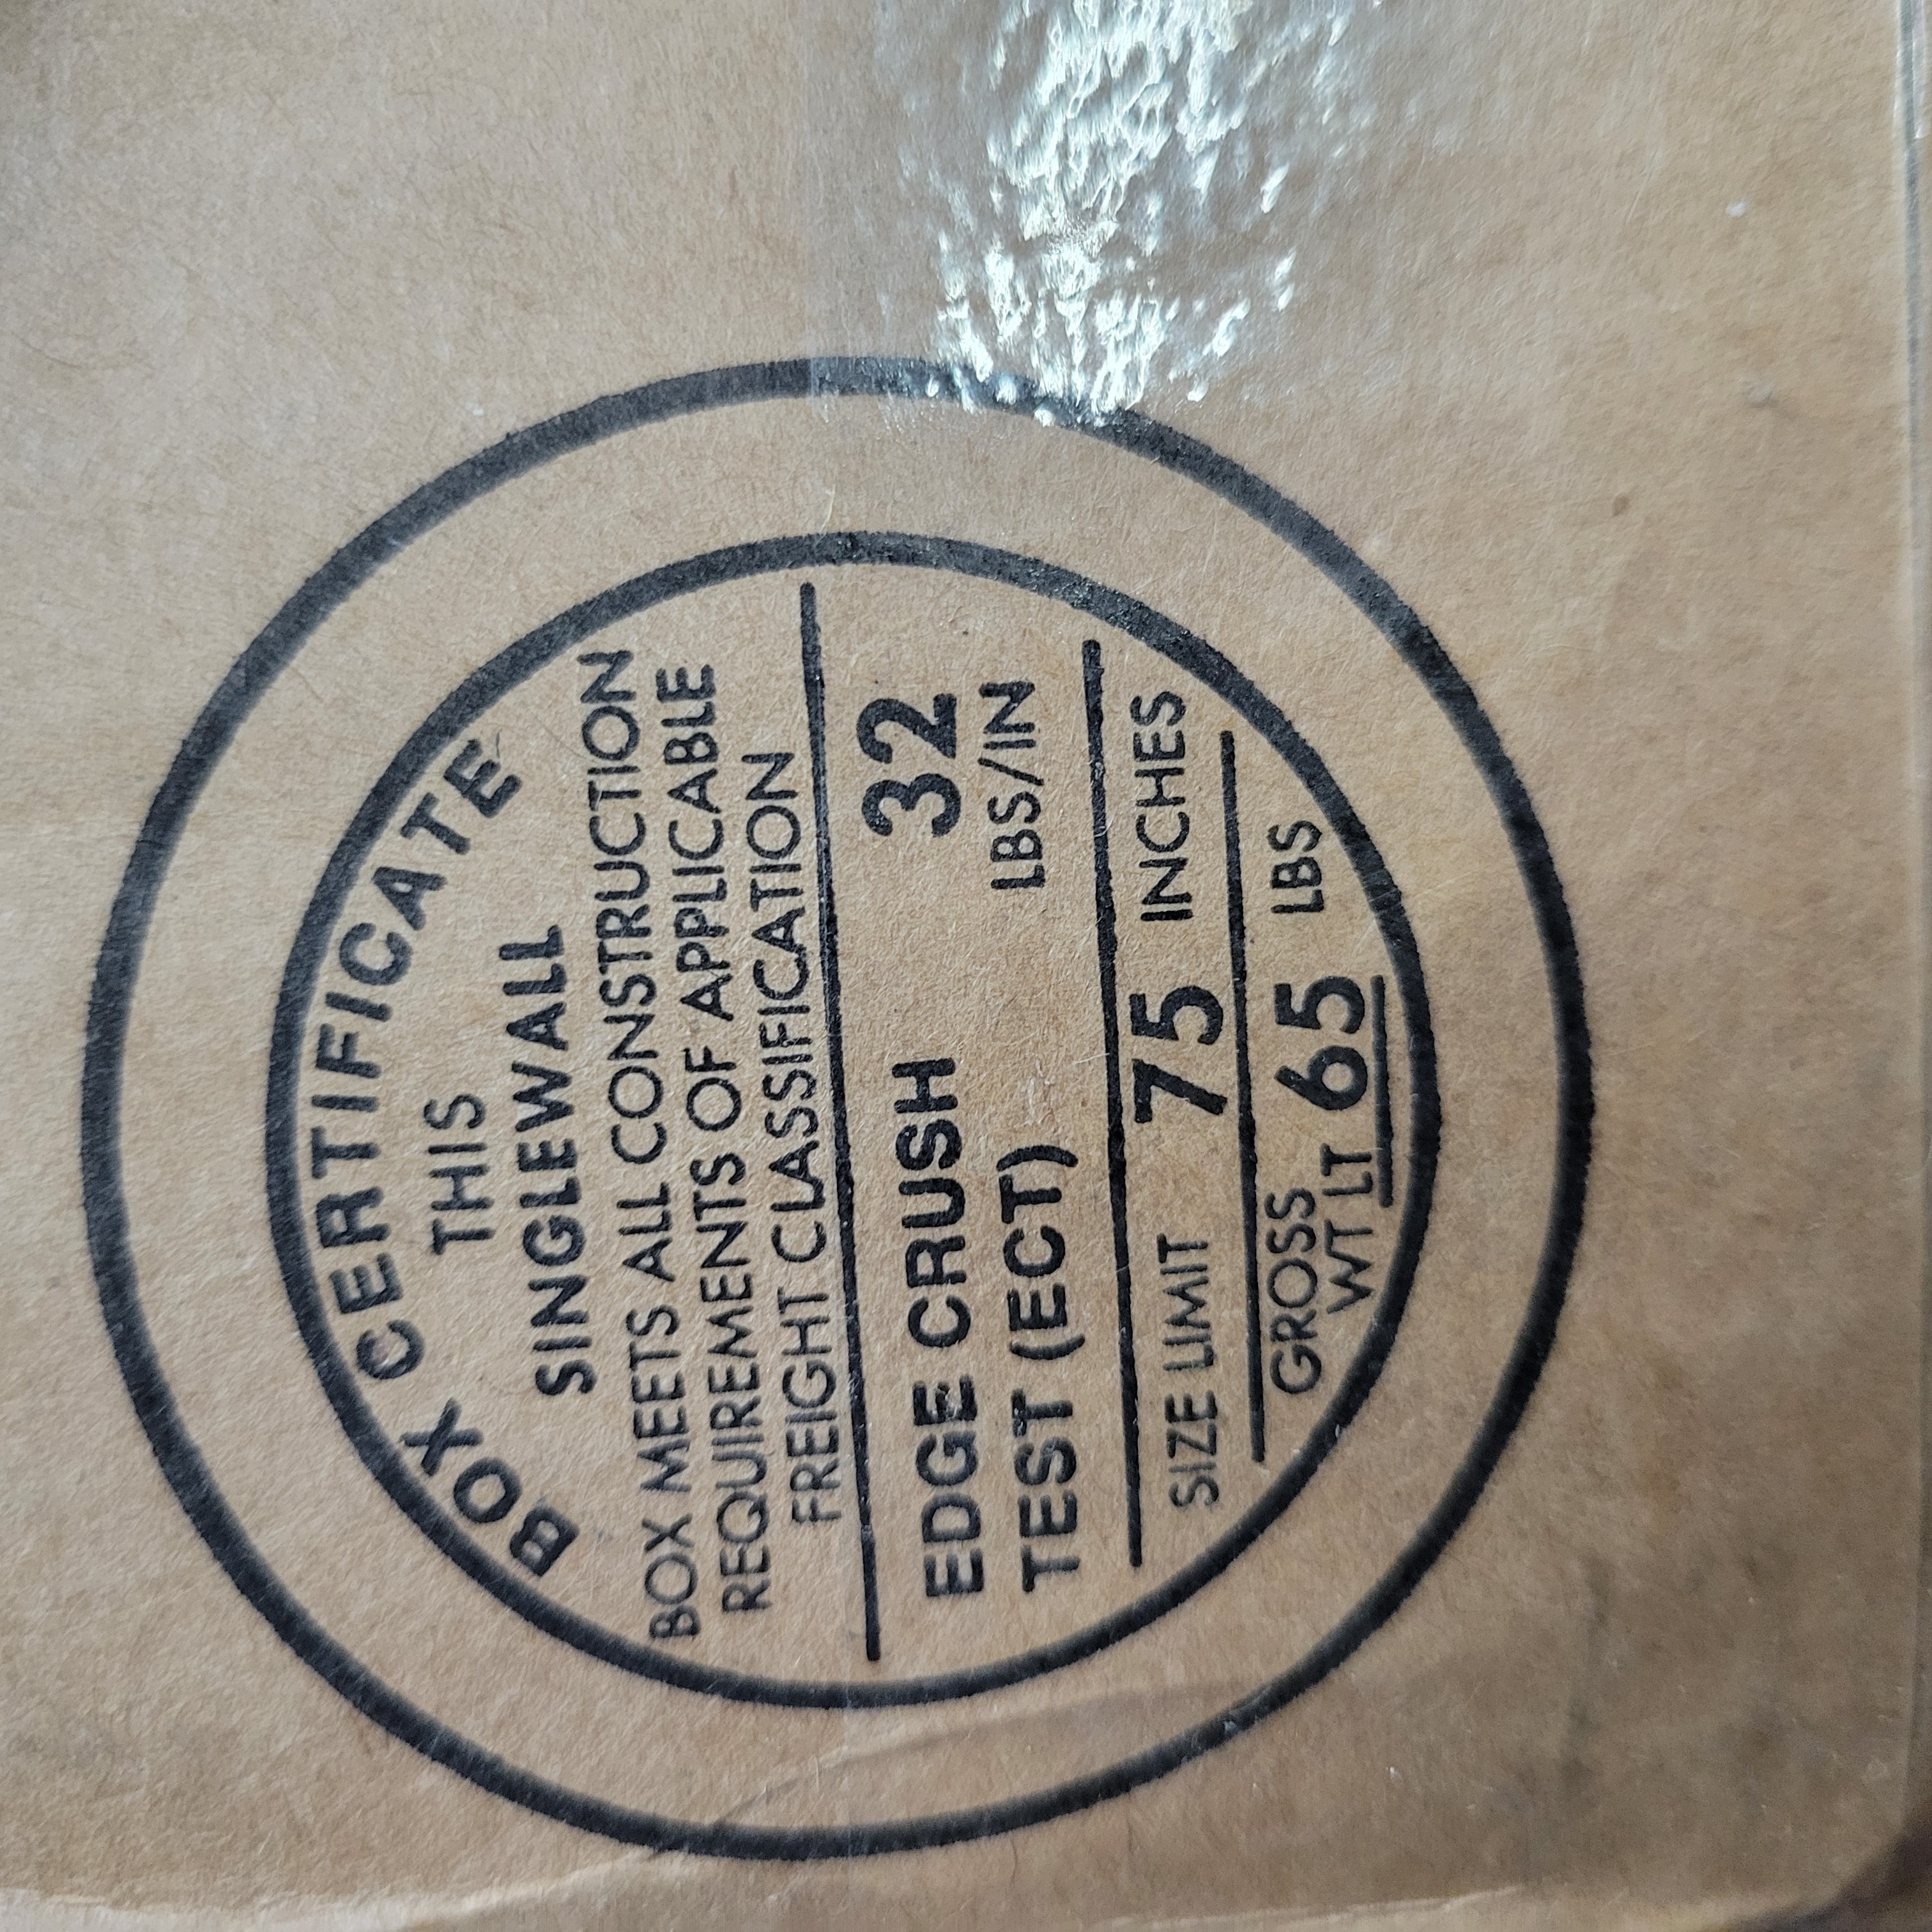 BOX CERTIFICATE
THIS
SINGLEWALL
BOX MEETS ALL CONSTRUCTION
REQUIREMENTS OF APPLICABLE
FREIGHT CLASSIFICATION
EDGE CRUSH 32
TEST (ECT) LBS/IN
SIZE LIMIT 75 INCHES
GROSS
WT LT 65 LBS